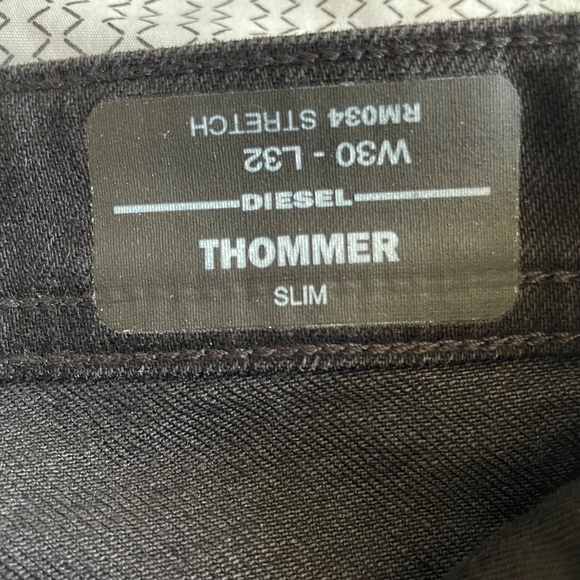 RM034 STRETCH
W30 - L32
DIESEL
THOMMER
SLIM